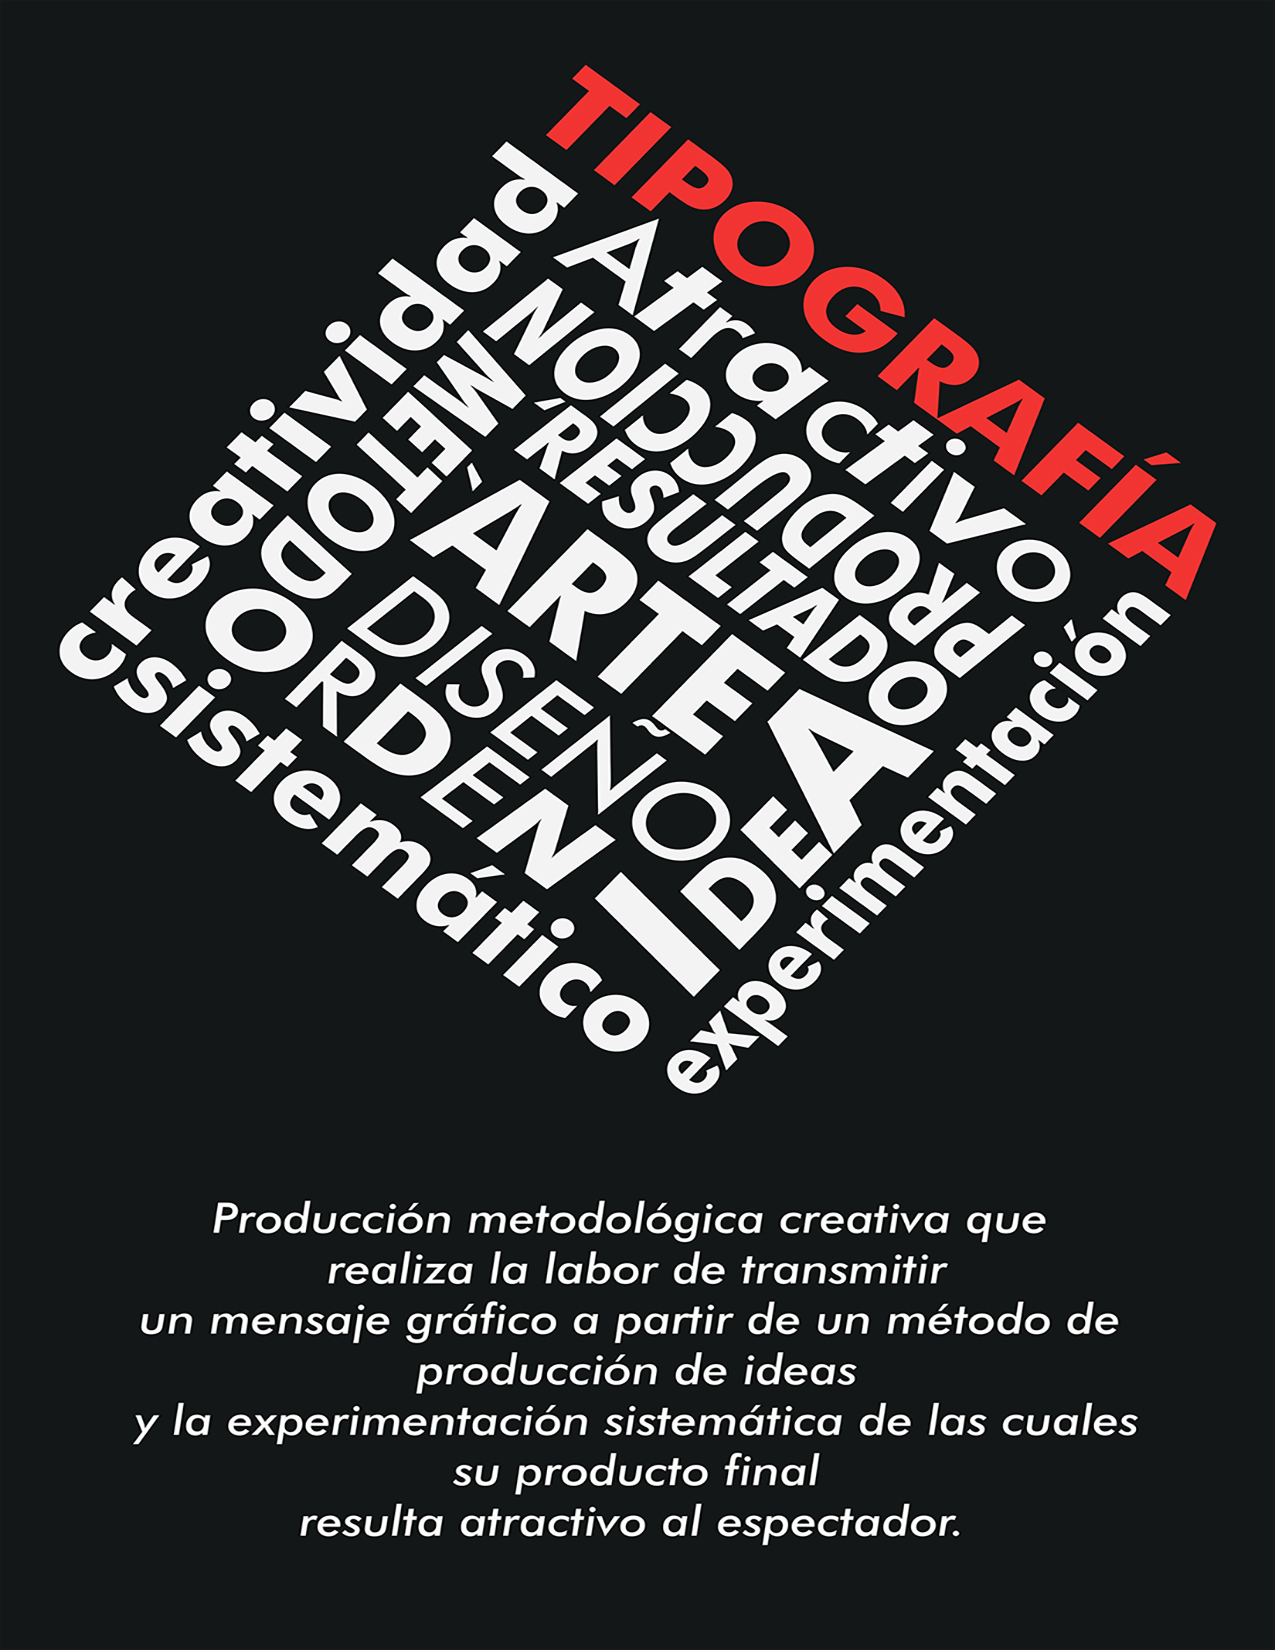 TIPOGRAFÍA
creatividad
Atractivo
PRODUCCION
METODO
RESULTADO
ARTE
DISEÑO
ORDEN
sistemático
IDEA
experimentación
Producción metodológica creativa que
realiza la labor de transmitir
un mensaje gráfico a partir de un método de
producción de ideas
y la experimentación sistemática de las cuales
su producto final
resulta atractivo al espectador.